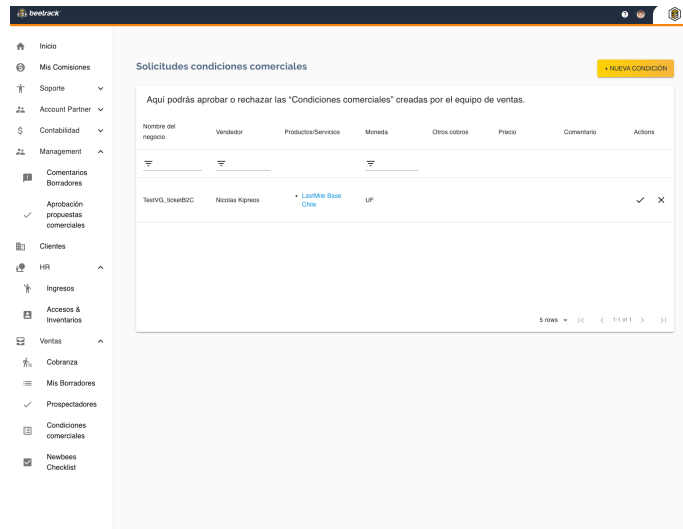 beetrack
Inicio
Mis Comisiones
Soporte
Account Partner
Contabilidad
Management
Comentarios
Borradores
Aprobación
propuestas
comerciales
Clientes
HR
Ingresos
Accesos &
Inventarios
Ventas
Cobranza
Mis Borradores
Prospectadores
Condiciones
comerciales
Newbees
Checklist
Solicitudes condiciones comerciales
+ NUEVA CONDICIÓN
Aquí podrás aprobar o rechazar las "Condiciones comerciales" creadas por el equipo de ventas.
Nombre del
negocio
Vendedor
Productos/Servicios
Moneda
Otros cobros
Precio
Comentario
Actions
TestVG_ticketB2C
Nicolas Kipreos
LastMile Base
Chile
UF
5 rows
1-1 of 1